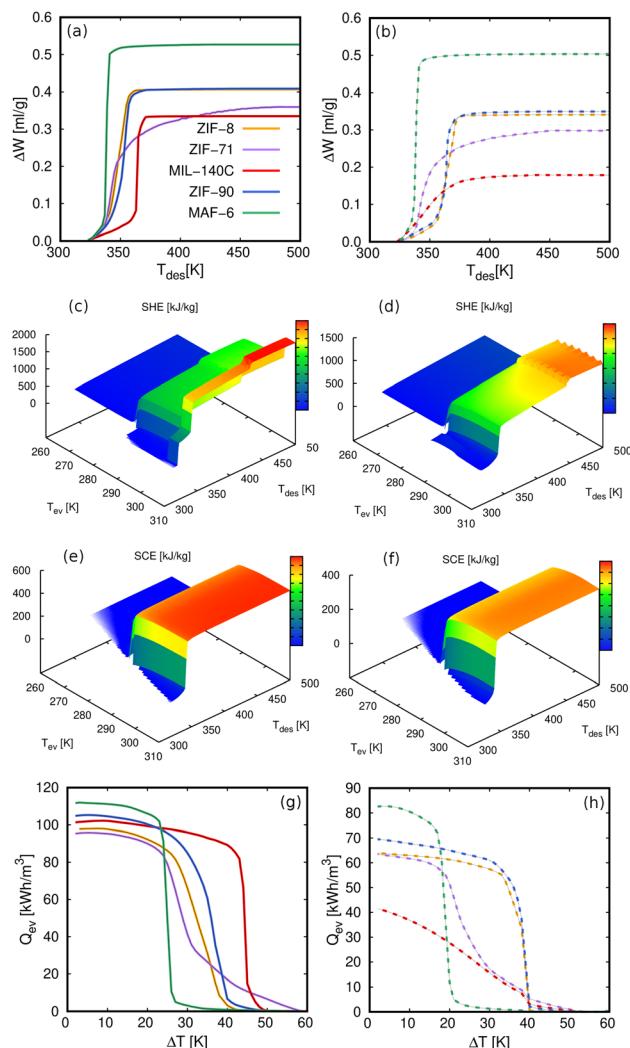 (a)
(b)
0.6
0.5
0.4
0.3
0.2
0.1
0.0
ΔW [ml/g]
ZIF-8
ZIF-71
MIL-140C
ZIF-90
MAF-6
300 350 400 450 500
T_des[K]
0.6
0.5
0.4
0.3
0.2
0.1
0.0
ΔW [ml/g]
300 350 400 450 500
T_des[K]
(c)
SHE [kJ/kg]
2000
1500
1000
500
0
260
270
280
290
300
310
T_ev [K]
300
350
400
450
50
T_des [K]
(d)
SHE [kJ/kg]
1500
1000
500
0
260
270
280
290
300
310
T_ev [K]
300
350
400
450
500
T_des [K]
(e)
SCE [kJ/kg]
600
400
200
0
260
270
280
290
300
310
T_ev [K]
300
350
400
450
500
T_des [K]
(f)
SCE [kJ/kg]
400
200
0
260
270
280
290
300
310
T_ev [K]
300
350
400
450
500
T_des [K]
(g)
120
100
80
60
40
20
0
Q_ev [kWh/m³]
0 10 20 30 40 50 60
ΔT [K]
(h)
90
80
70
60
50
40
30
20
10
0
Q_ev [kWh/m³]
0 10 20 30 40 50 60
ΔT [K]